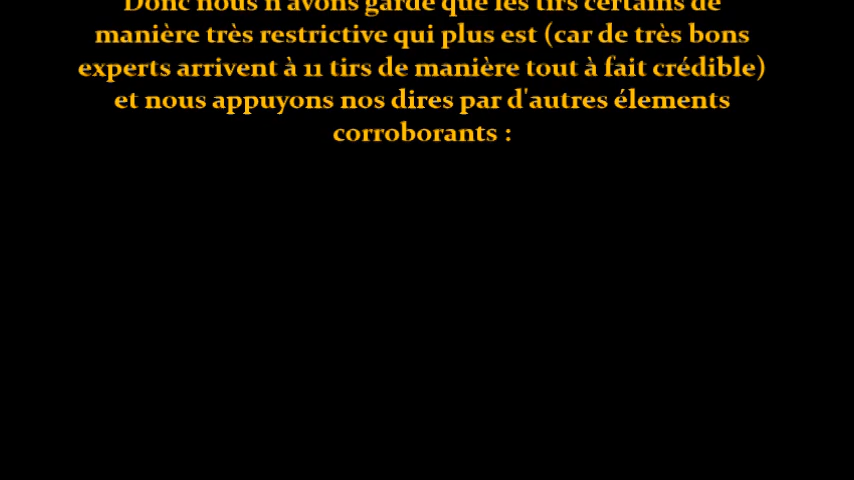 Donc nous n'avons gardé que les tirs certains de
manière très restrictive qui plus est (car de très bons
experts arrivent à 11 tirs de manière tout à fait crédible)
et nous appuyons nos dires par d'autres élements
corroborants :